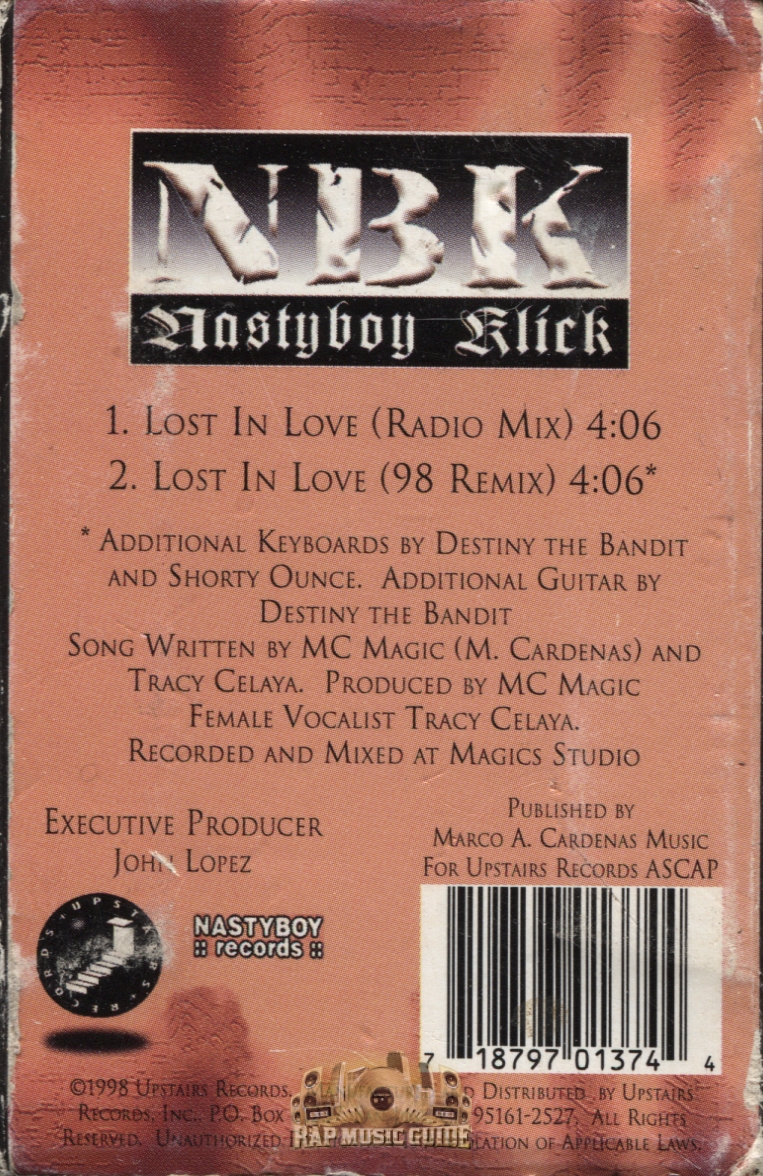 NBK
Nastyboy Klick
1. Lost In Love (Radio Mix) 4:06
2. Lost In Love (98 Remix) 4:06*
* Additional Keyboards by Destiny the Bandit
and Shorty Ounce. Additional Guitar by
Destiny the Bandit
Song Written by MC Magic (M. Cardenas) and
Tracy Celaya. Produced by MC Magic
Female Vocalist Tracy Celaya.
Recorded and Mixed at Magics Studio
Executive Producer
John Lopez
Published by
Marco A. Cardenas Music
For Upstairs Records ASCAP
UPSTAIRS RECORDS
NASTYBOY
:: records ::
7 18797 01374 4
©1998 Upstairs Records, Distributed by Upstairs
Records, Inc., P.O. Box 95161-2527. All Rights
Reserved. Unauthorized of Applicable Laws.
RAP MUSIC GUIDE